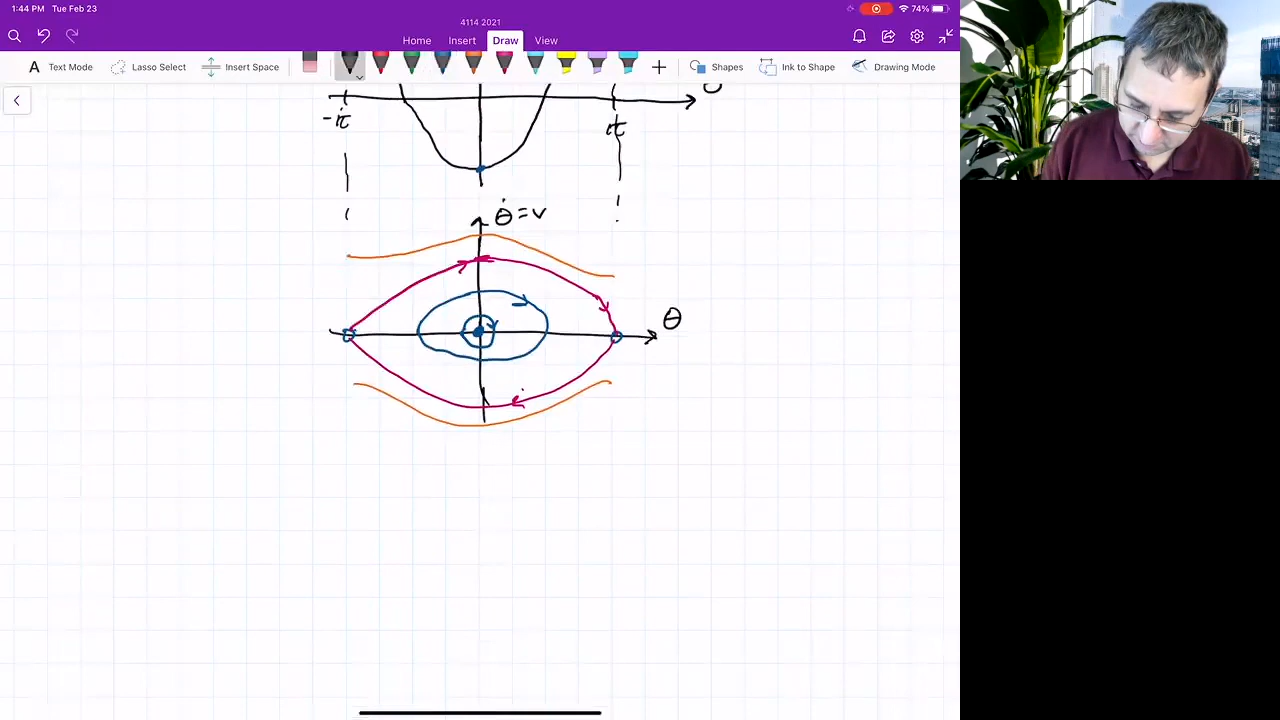 1:44 PM Tue Feb 23
74%
4114 2021
Home Insert Draw View
Text Mode Lasso Select Insert Space + Shapes Ink to Shape Drawing Mode
-π π
θ̇ = v
θ